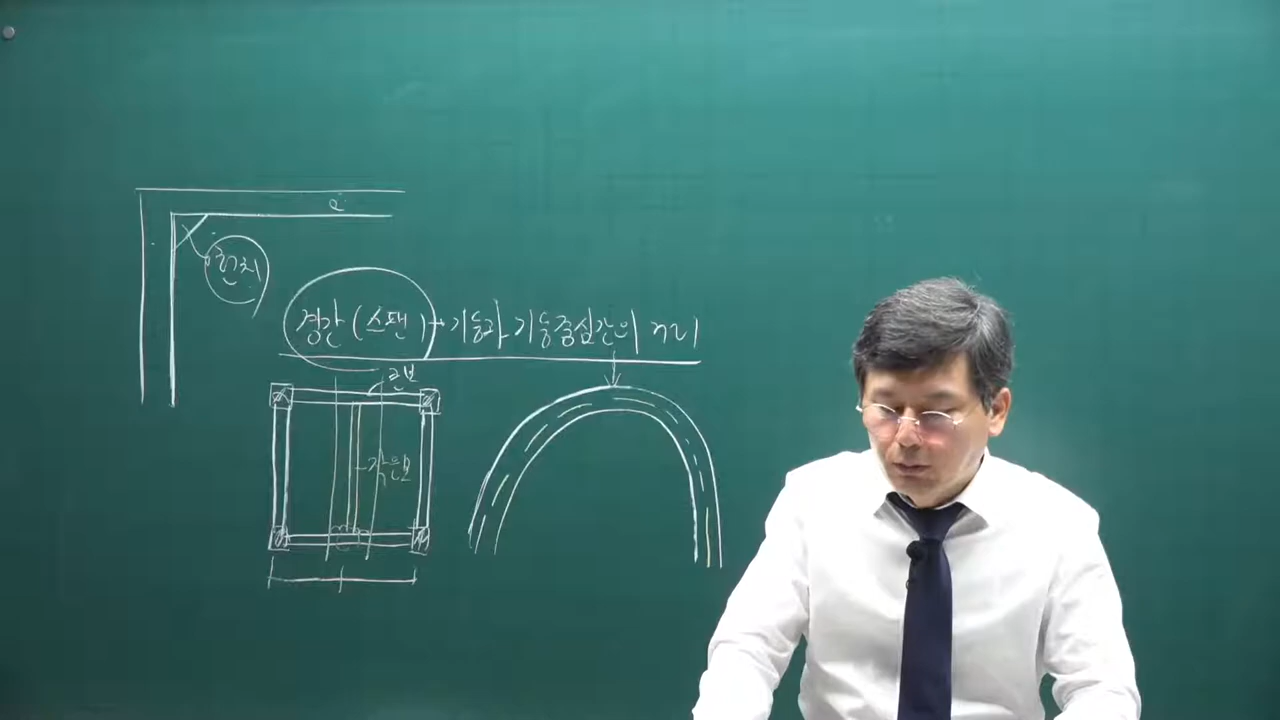 헌치
경간 (스팬) → 기둥과 기둥중심간의 거리
큰보
작은보